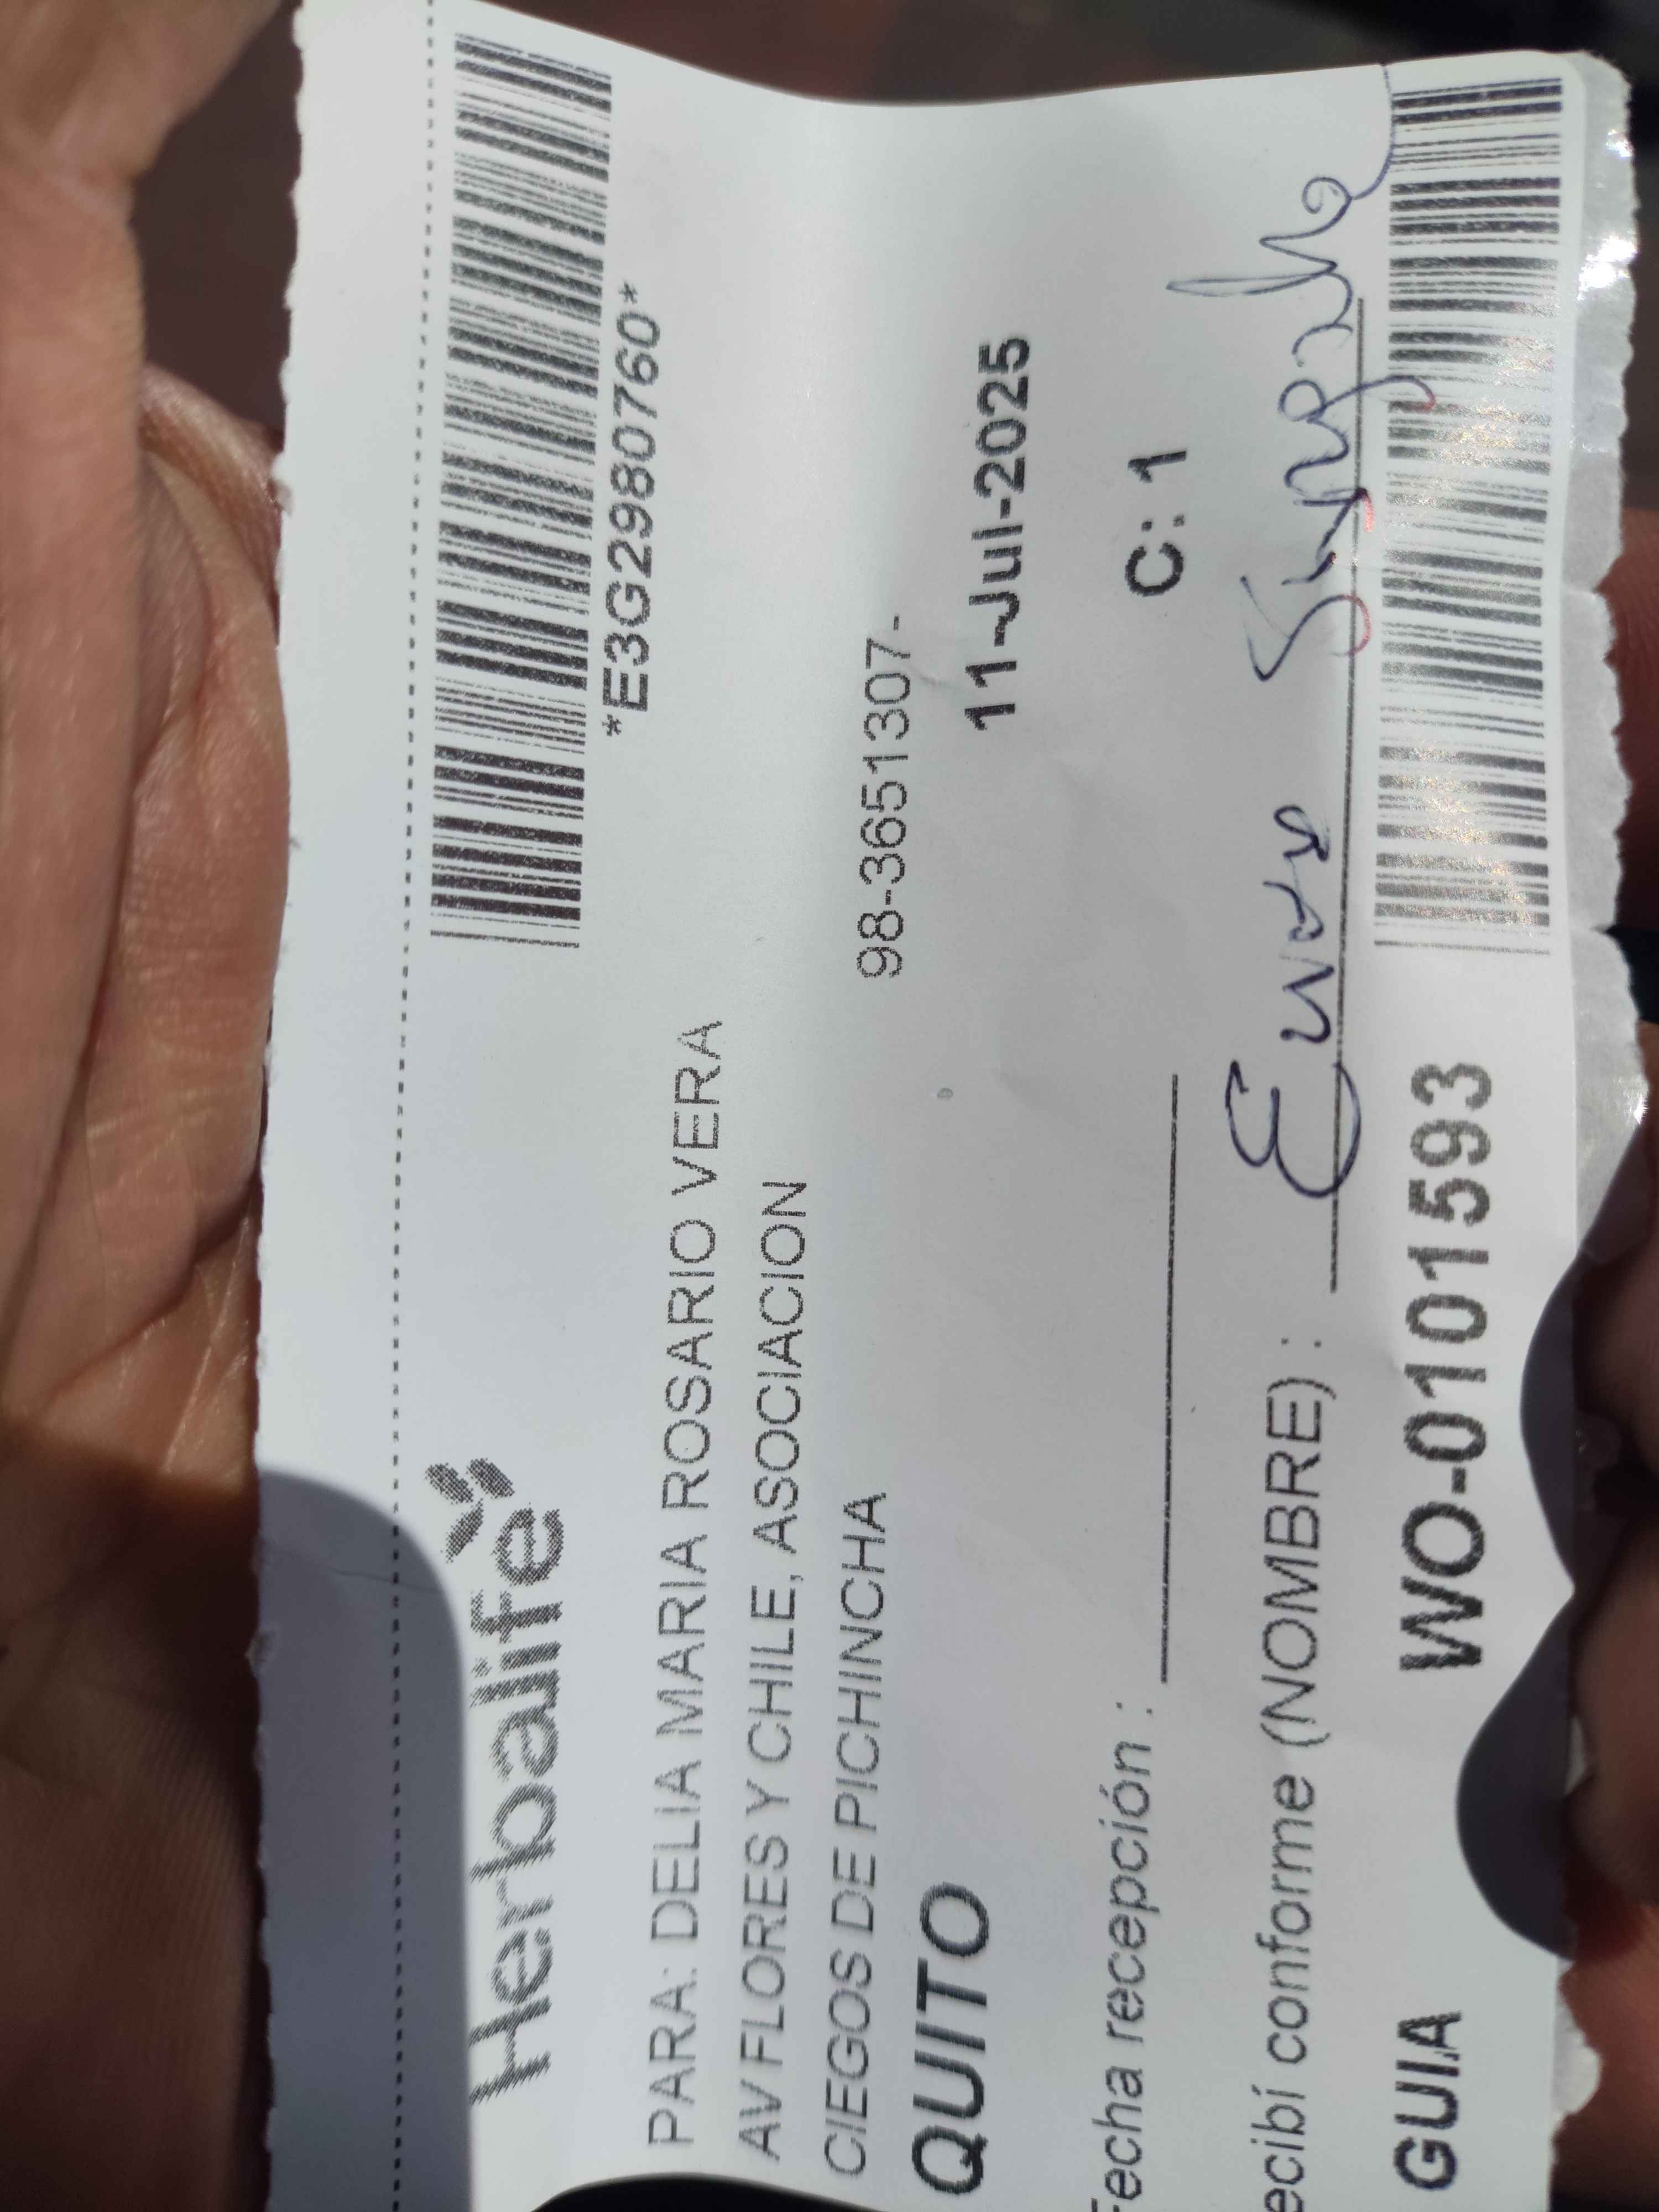 Herbalife
*E3G2980760*
PARA: DELIA MARIA ROSARIO VERA
AV FLORES Y CHILE, ASOCIACION
CIEGOS DE PICHINCHA
98-3651307-
QUITO
11-Jul-2025
Fecha recepción :
C: 1
ecibí conforme (NOMBRE) :
GUIA WO-0101593